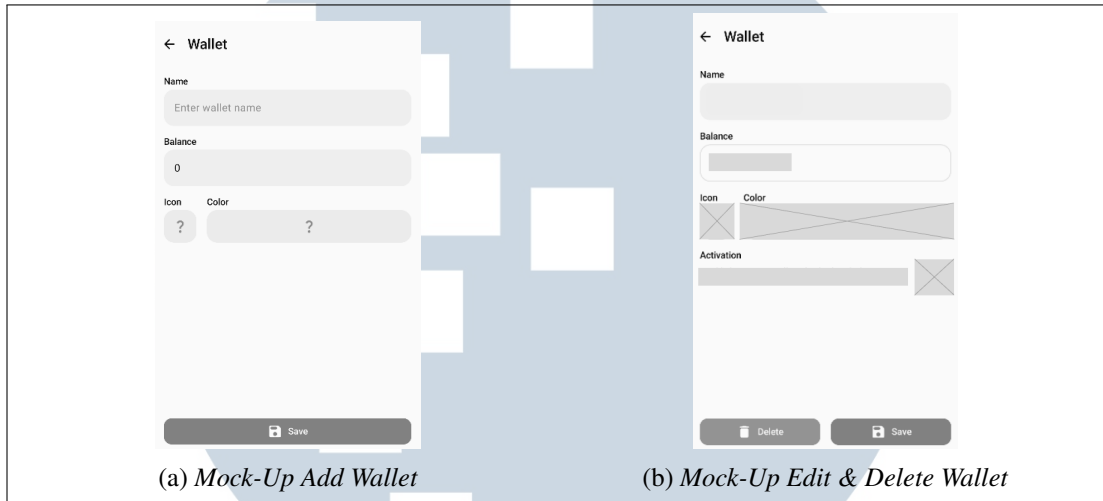 ← Wallet
Name
Enter wallet name
Balance
0
Icon Color
? ?
Save
(a) Mock-Up Add Wallet
← Wallet
Name
Balance
Icon Color
Activation
Delete Save
(b) Mock-Up Edit & Delete Wallet